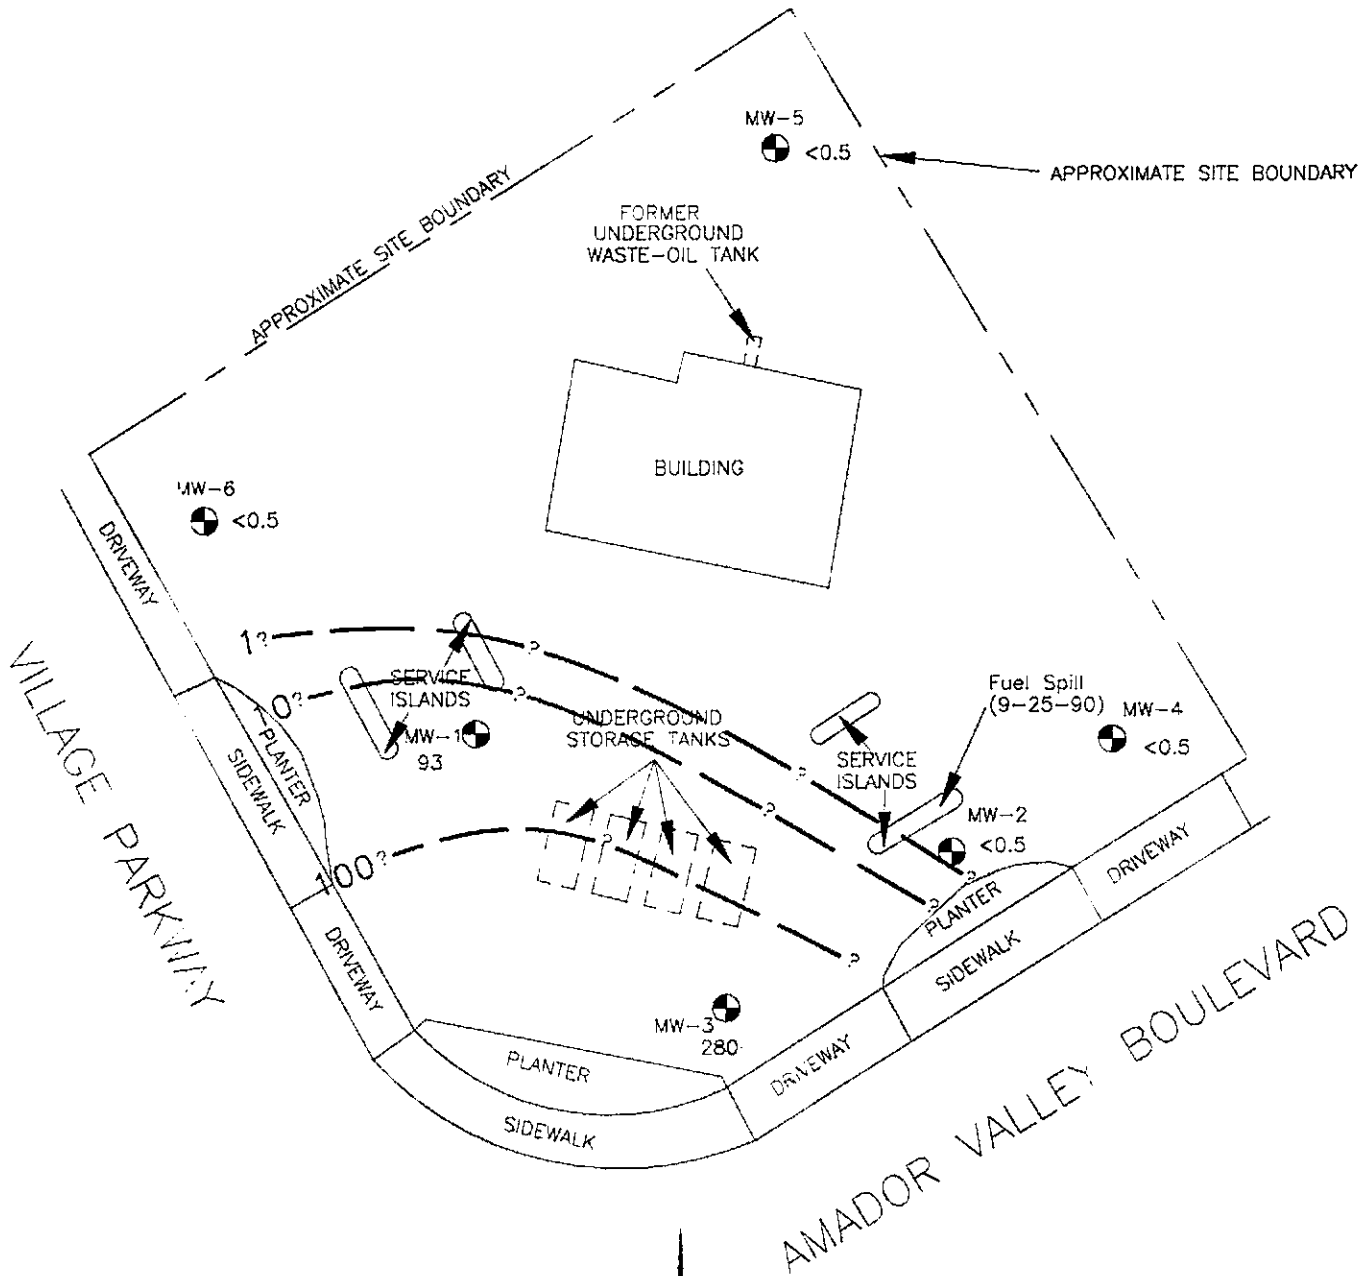 MW-5
<0.5
APPROXIMATE SITE BOUNDARY
APPROXIMATE SITE BOUNDARY
FORMER
UNDERGROUND
WASTE-OIL TANK
BUILDING
MW-6
<0.5
DRIVEWAY
1?
?
SERVICE
ISLANDS
10?
?
PLANTER
SIDEWALK
MW-1
93
UNDERGROUND
STORAGE TANKS
Fuel Spill
(9-25-90)
MW-4
<0.5
SERVICE
ISLANDS
?
?
MW-2
<0.5
?
?
100?
?
?
PLANTER
SIDEWALK
DRIVEWAY
VILLAGE PARKWAY
DRIVEWAY
MW-3
280
PLANTER
SIDEWALK
DRIVEWAY
AMADOR VALLEY BOULEVARD